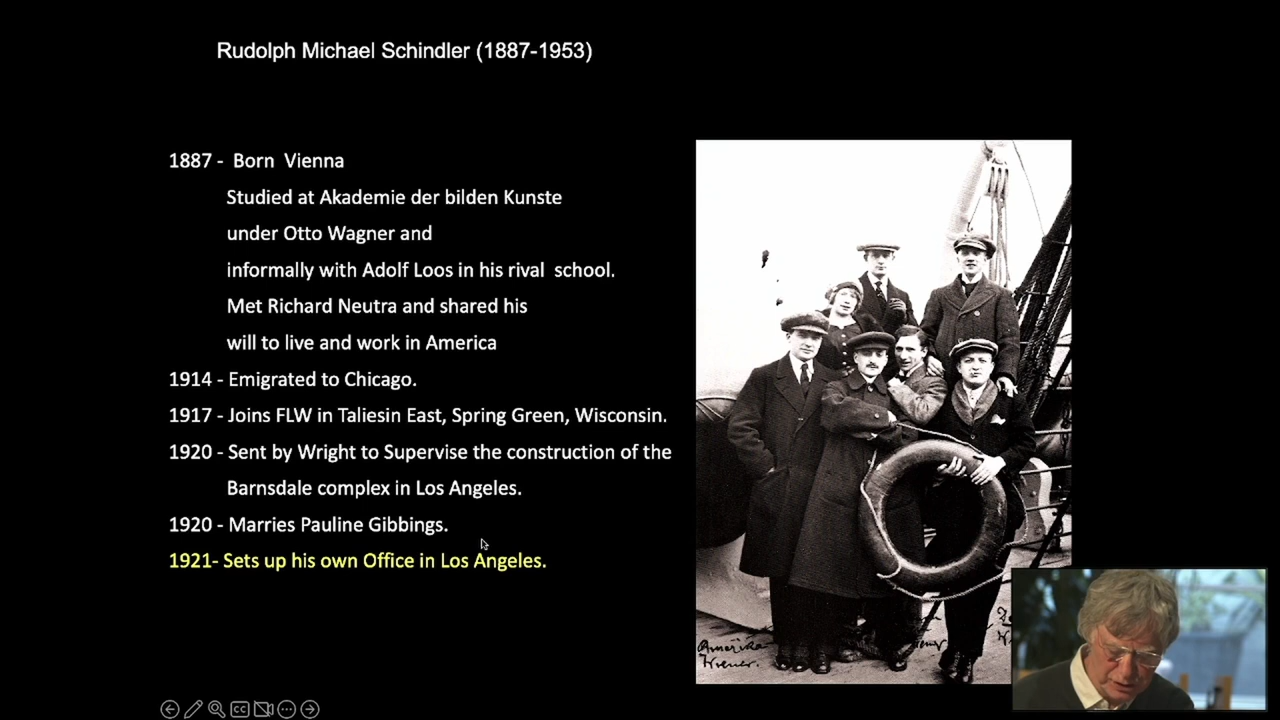 Rudolph Michael Schindler (1887-1953)
1887 - Born Vienna
Studied at Akademie der bilden Kunste
under Otto Wagner and
informally with Adolf Loos in his rival school.
Met Richard Neutra and shared his
will to live and work in America
1914 - Emigrated to Chicago.
1917 - Joins FLW in Taliesin East, Spring Green, Wisconsin.
1920 - Sent by Wright to Supervise the construction of the
Barnsdale complex in Los Angeles.
1920 - Marries Pauline Gibbings.
1921- Sets up his own Office in Los Angeles.
Amerika
Wiener.
CC